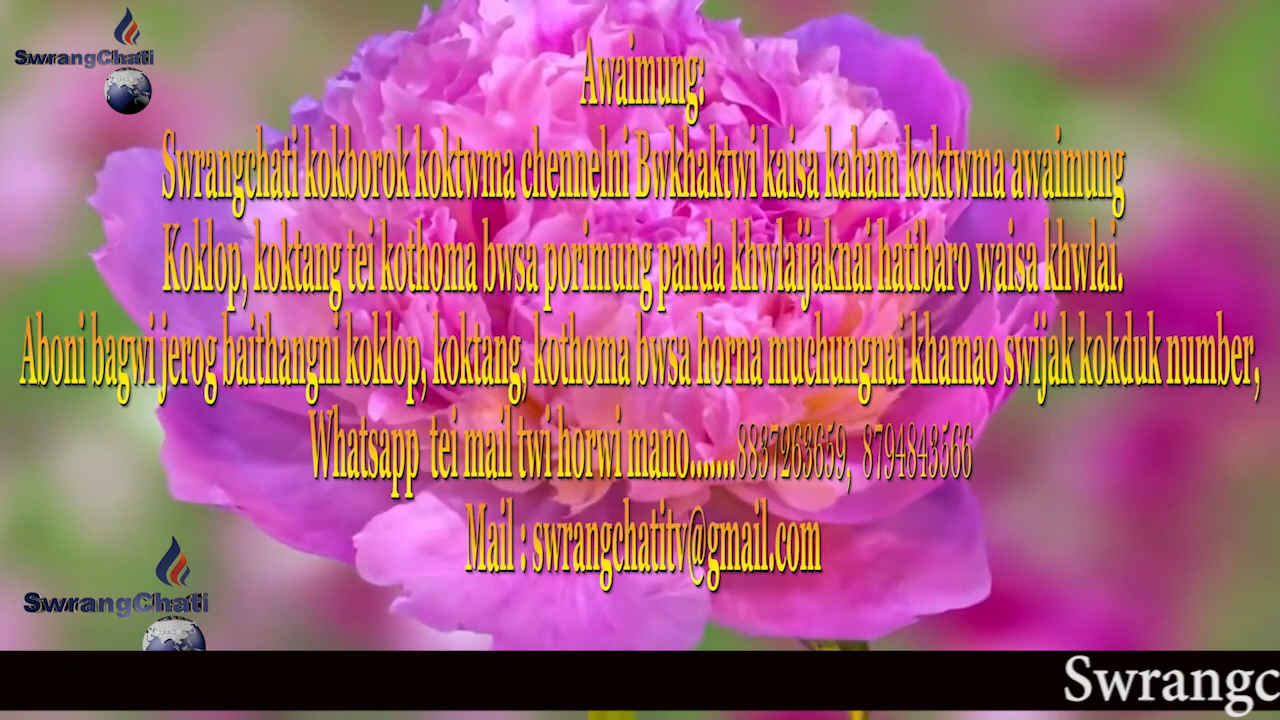 SwrangChati
Awaimung:
Swrangchati kokborok koktwma chennelni Bwkhaktwi kaisa kaham koktwma awaimung
Koklop, koktang tei kothoma bwsa porimung panda khwlaijaknai hatibaro waisa khwlai.
Aboni bagwi jerog baithangni koklop, koktang, kothoma bwsa horna muchungnai khamao swijak kokduk number,
Whatsapp tei mail twi horwi mano.......8837263659, 8794843566
Mail : swrangchatitv@gmail.com
SwrangChati
Swrangc